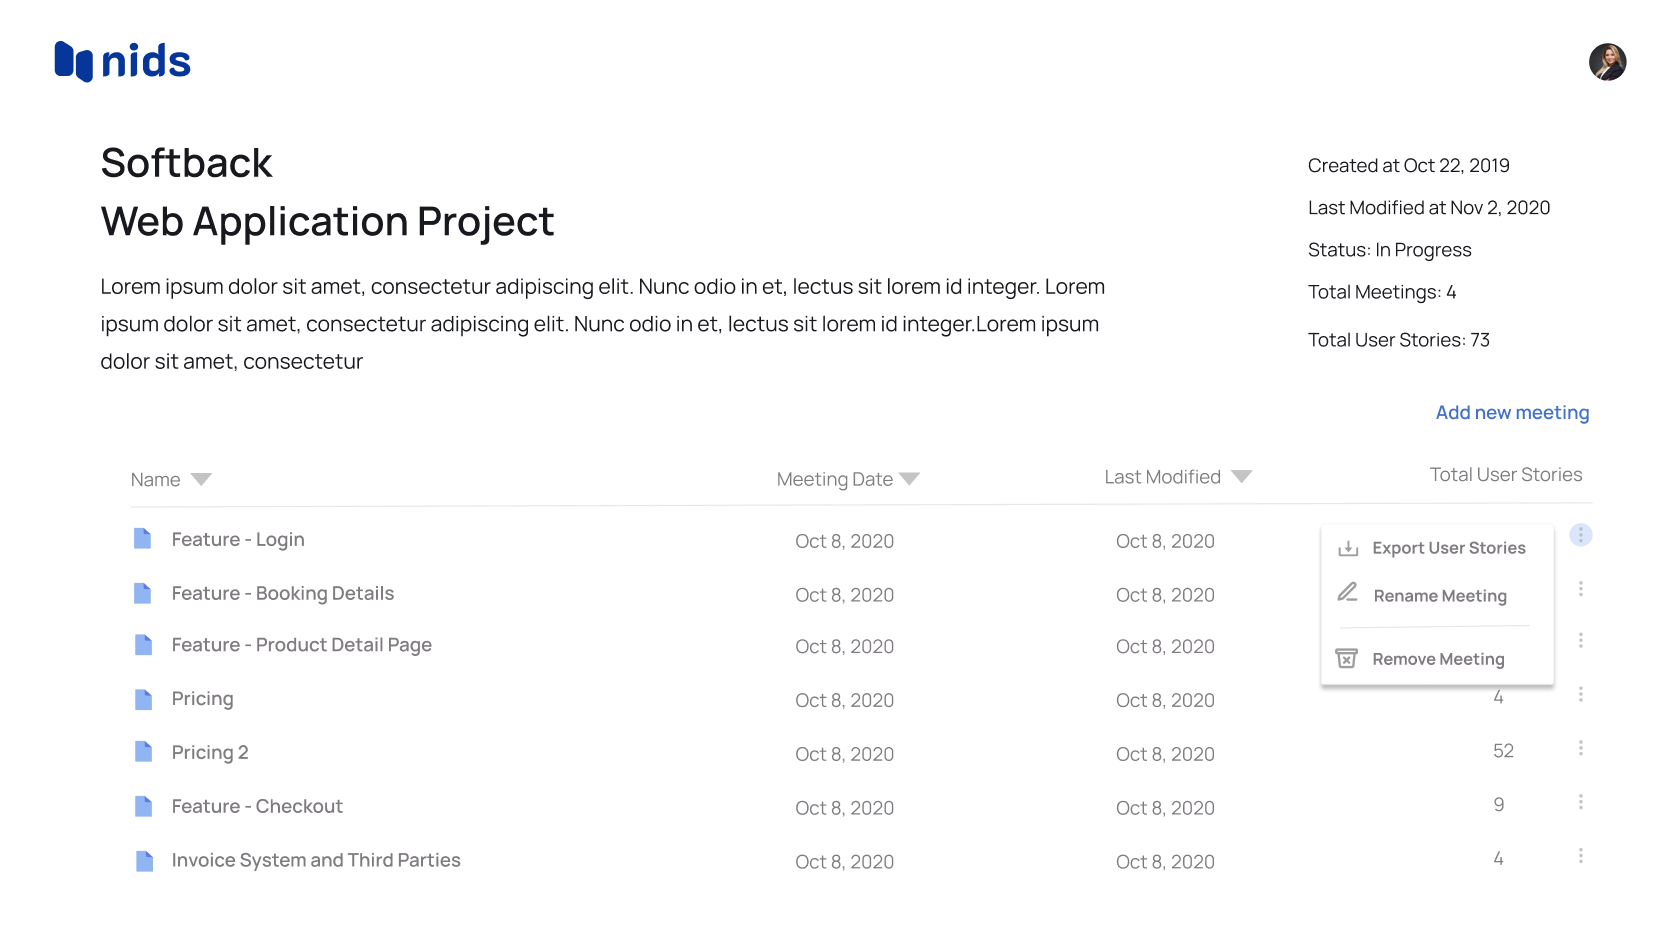 nids
Softback
Web Application Project
Lorem ipsum dolor sit amet, consectetur adipiscing elit. Nunc odio in et, lectus sit lorem id integer. Lorem
ipsum dolor sit amet, consectetur adipiscing elit. Nunc odio in et, lectus sit lorem id integer.Lorem ipsum
dolor sit amet, consectetur
Created at Oct 22, 2019
Last Modified at Nov 2, 2020
Status: In Progress
Total Meetings: 4
Total User Stories: 73
Add new meeting
Name Meeting Date Last Modified Total User Stories
Feature - Login Oct 8, 2020 Oct 8, 2020
Feature - Booking Details Oct 8, 2020 Oct 8, 2020
Feature - Product Detail Page Oct 8, 2020 Oct 8, 2020
Export User Stories
Rename Meeting
Remove Meeting
Pricing Oct 8, 2020 Oct 8, 2020 4
Pricing 2 Oct 8, 2020 Oct 8, 2020 52
Feature - Checkout Oct 8, 2020 Oct 8, 2020 9
Invoice System and Third Parties Oct 8, 2020 Oct 8, 2020 4